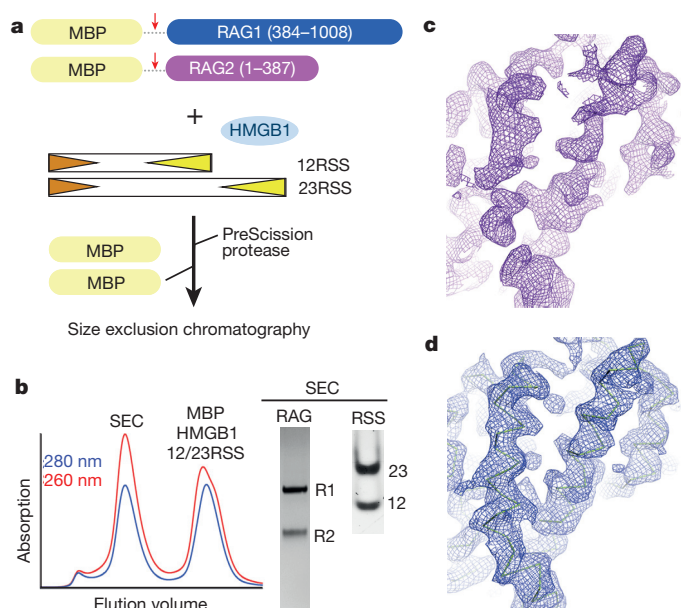 a
MBP RAG1 (384–1008)
MBP RAG2 (1–387)
+
HMGB1
12RSS
23RSS
MBP
MBP
PreScission
protease
Size exclusion chromatography
b
SEC
MBP
HMGB1
12/23RSS
280 nm
260 nm
Absorption
Elution volume
SEC
RAG
RSS
R1
R2
23
12
c
d